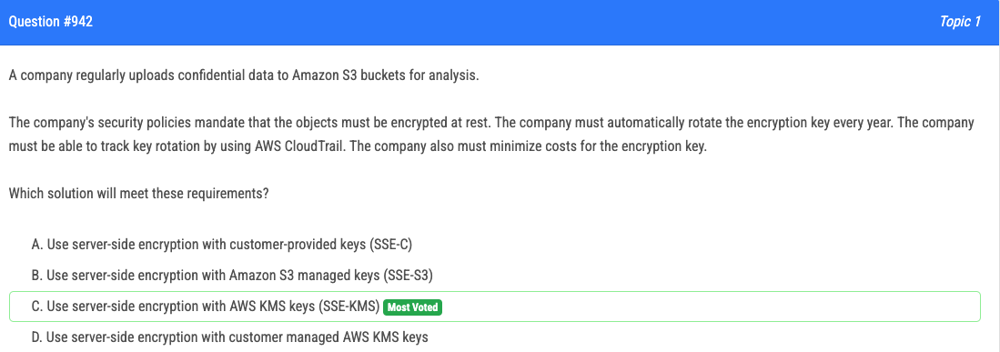 Question #942 Topic 1
A company regularly uploads confidential data to Amazon S3 buckets for analysis.
The company's security policies mandate that the objects must be encrypted at rest. The company must automatically rotate the encryption key every year. The company
must be able to track key rotation by using AWS CloudTrail. The company also must minimize costs for the encryption key.
Which solution will meet these requirements?
A. Use server-side encryption with customer-provided keys (SSE-C)
B. Use server-side encryption with Amazon S3 managed keys (SSE-S3)
C. Use server-side encryption with AWS KMS keys (SSE-KMS) Most Voted
D. Use server-side encryption with customer managed AWS KMS keys